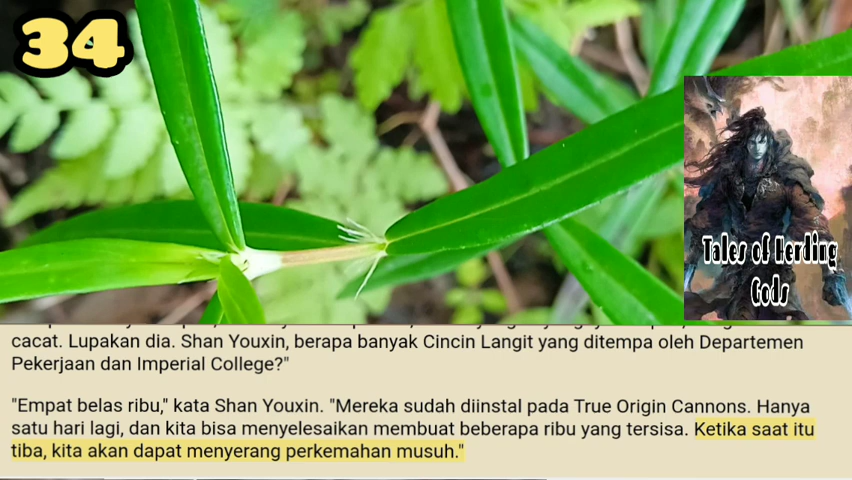 34
Tales of Herding
Gods
cacat. Lupakan dia. Shan Youxin, berapa banyak Cincin Langit yang ditempa oleh Departemen
Pekerjaan dan Imperial College?"
"Empat belas ribu," kata Shan Youxin. "Mereka sudah diinstal pada True Origin Cannons. Hanya
satu hari lagi, dan kita bisa menyelesaikan membuat beberapa ribu yang tersisa. Ketika saat itu
tiba, kita akan dapat menyerang perkemahan musuh."